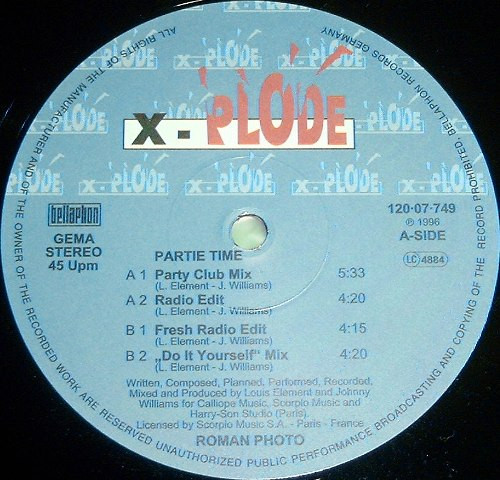 ALL RIGHTS OF THE MANUFACTURER AND OF THE OWNER OF THE RECORDED WORK ARE RESERVED UNAUTHORIZED PUBLIC PERFORMANCE BROADCASTING AND COPYING OF THE RECORD PROHIBITED. BELLAPHON RECORDS GERMANY
X-PLODE
bellaphon
GEMA
STEREO
45 Upm
120·07·749
℗ 1996
A-SIDE
LC 4884
PARTIE TIME
A 1 Party Club Mix 5:33
(L. Element - J. Williams)
A 2 Radio Edit 4:20
(L. Element - J. Williams)
B 1 Fresh Radio Edit 4:15
(L. Element - J. Williams)
B 2 „Do It Yourself“ Mix 4:20
(L. Element - J. Williams)
Written, Composed, Planned, Performed, Recorded,
Mixed and Produced by Louis Element and Johnny
Williams for Calliope Music, Scorpio Music and
Harry-Son Studio (Paris).
Licensed by Scorpio Music S.A. - Paris - France
ROMAN PHOTO